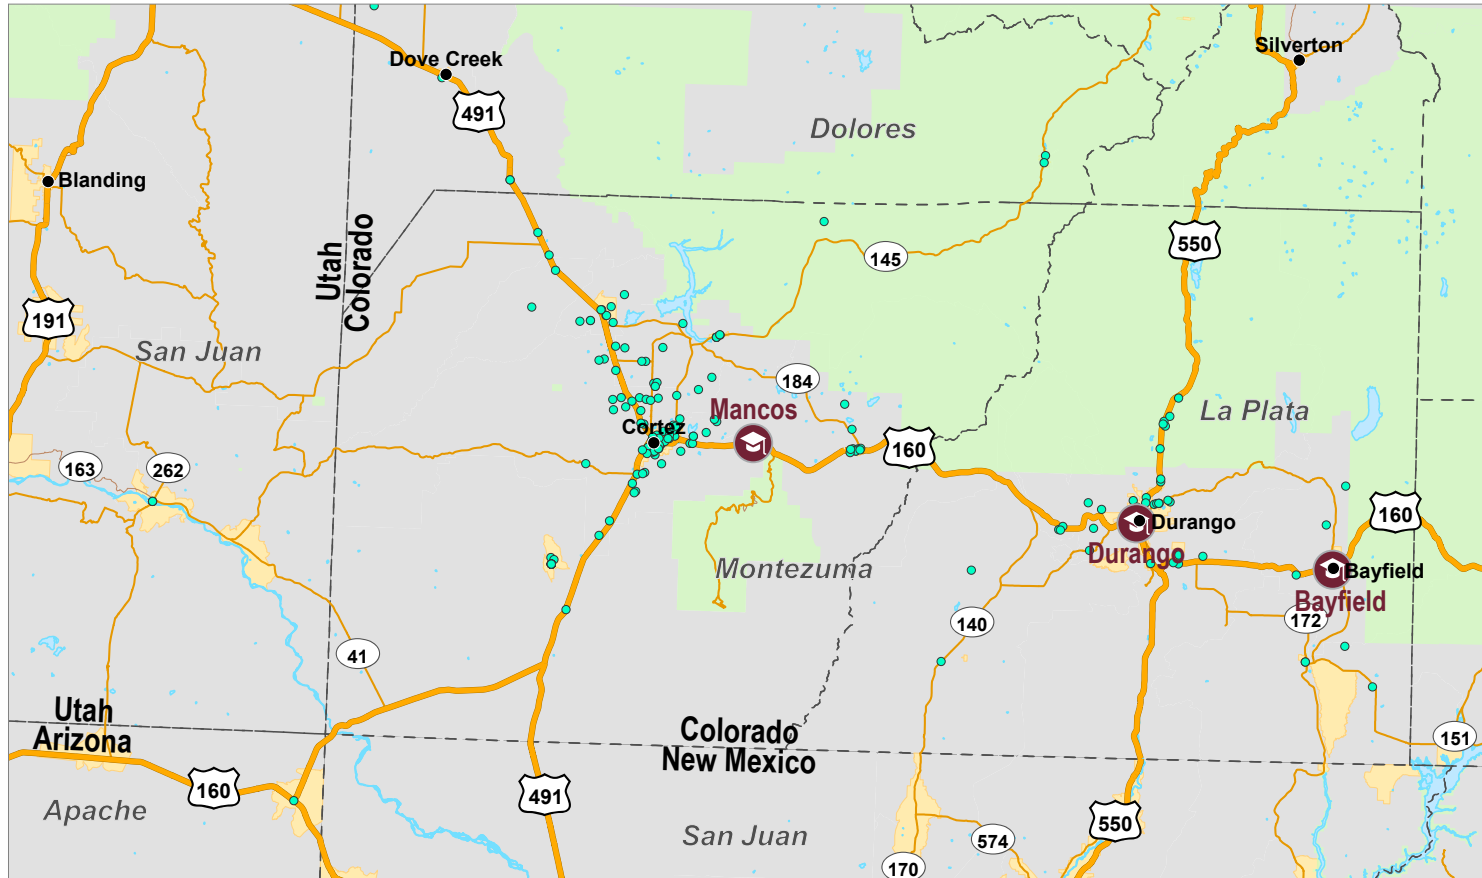 Silverton
Dove Creek
491
Dolores
Blanding
Utah
Colorado
550
145
191
San Juan
184
Mancos
La Plata
Cortez
160
163
262
160
Durango
Durango
Montezuma
Bayfield
Bayfield
140
172
41
Utah
Arizona
Colorado
New Mexico
151
160
491
Apache
550
San Juan
574
170